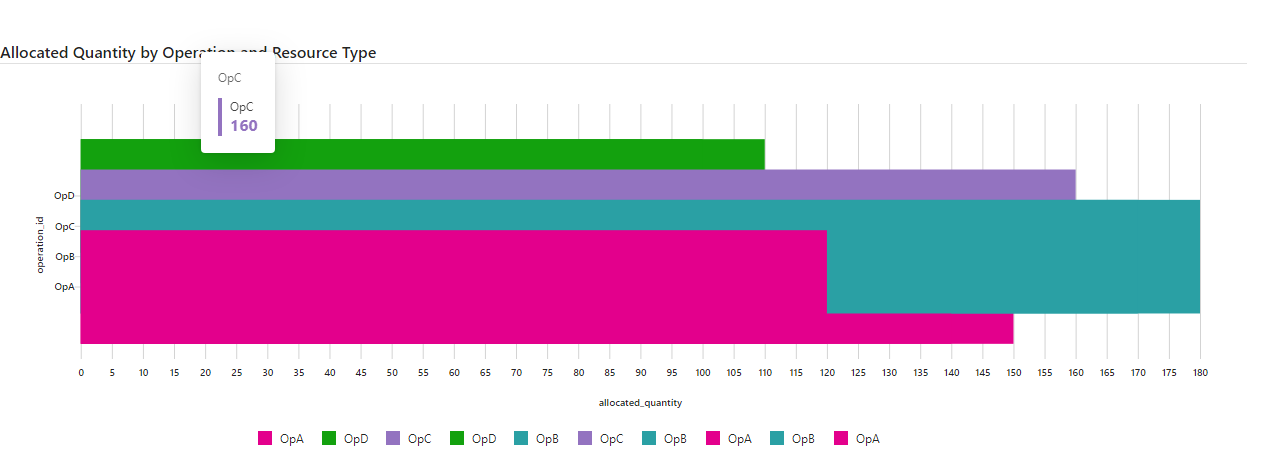 Allocated Quantity by Operation and Resource Type
OpC
OpC
160
OpD
OpC
OpB
OpA
operation_id
0 5 10 15 20 25 30 35 40 45 50 55 60 65 70 75 80 85 90 95 100 105 110 115 120 125 130 135 140 145 150 155 160 165 170 175 180
allocated_quantity
OpA OpD OpC OpD OpB OpC OpB OpA OpB OpA